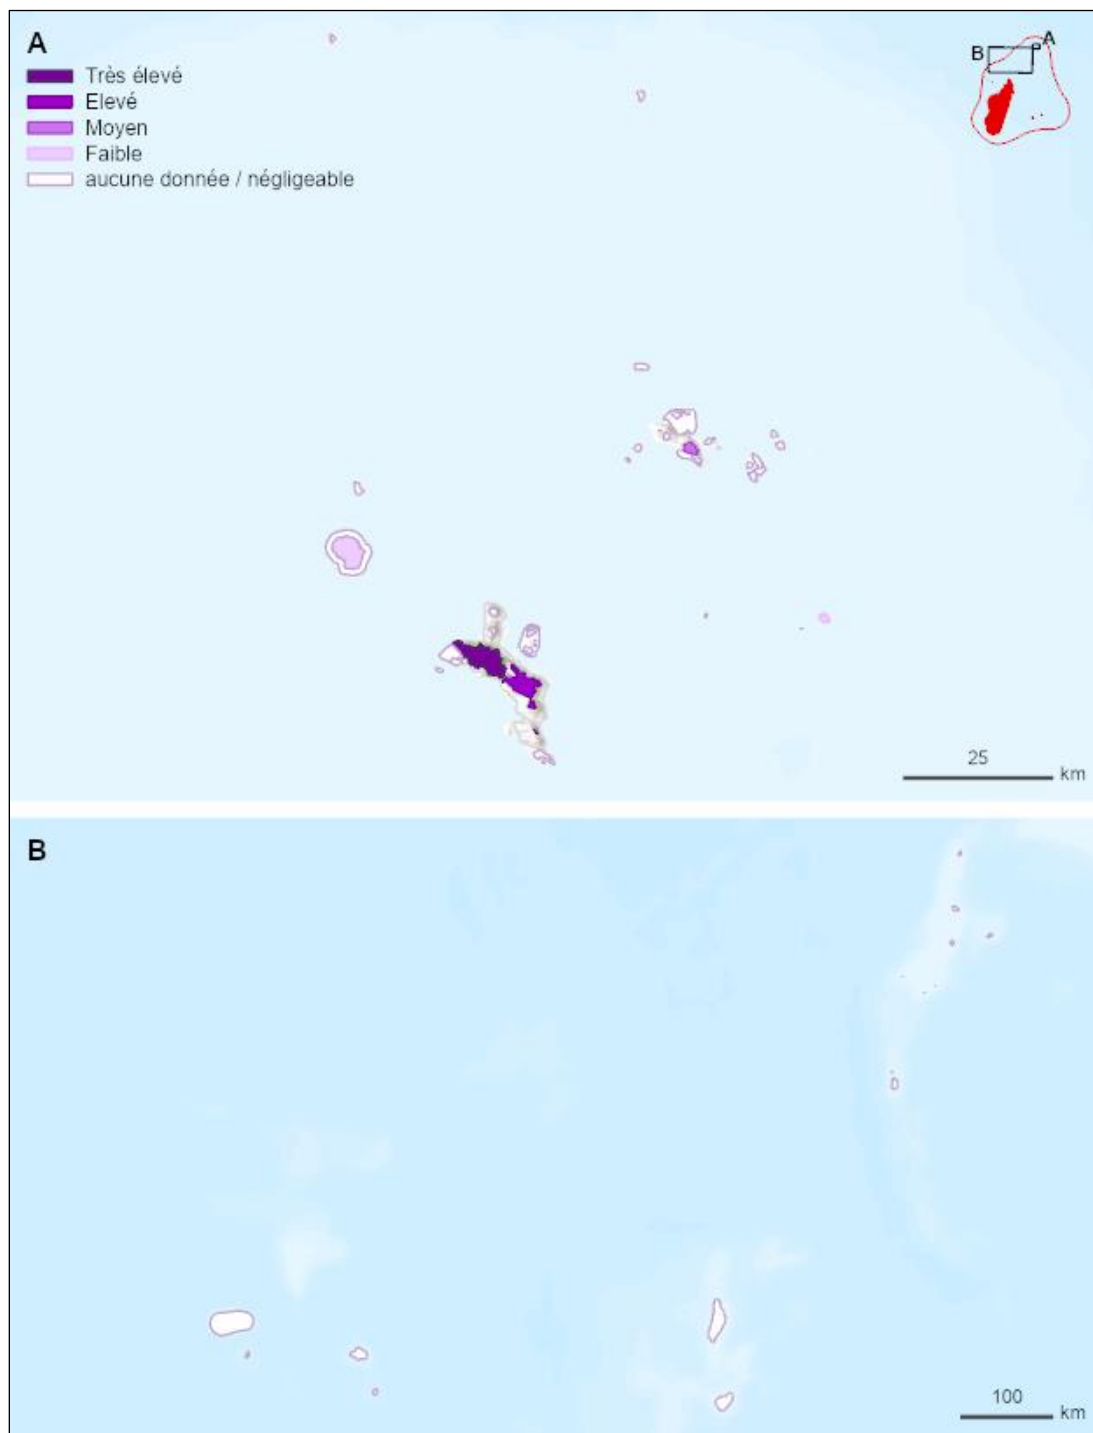 A
Très élevé
Elevé
Moyen
Faible
aucune donnée / négligeable
B
A
25
km
B
100
km